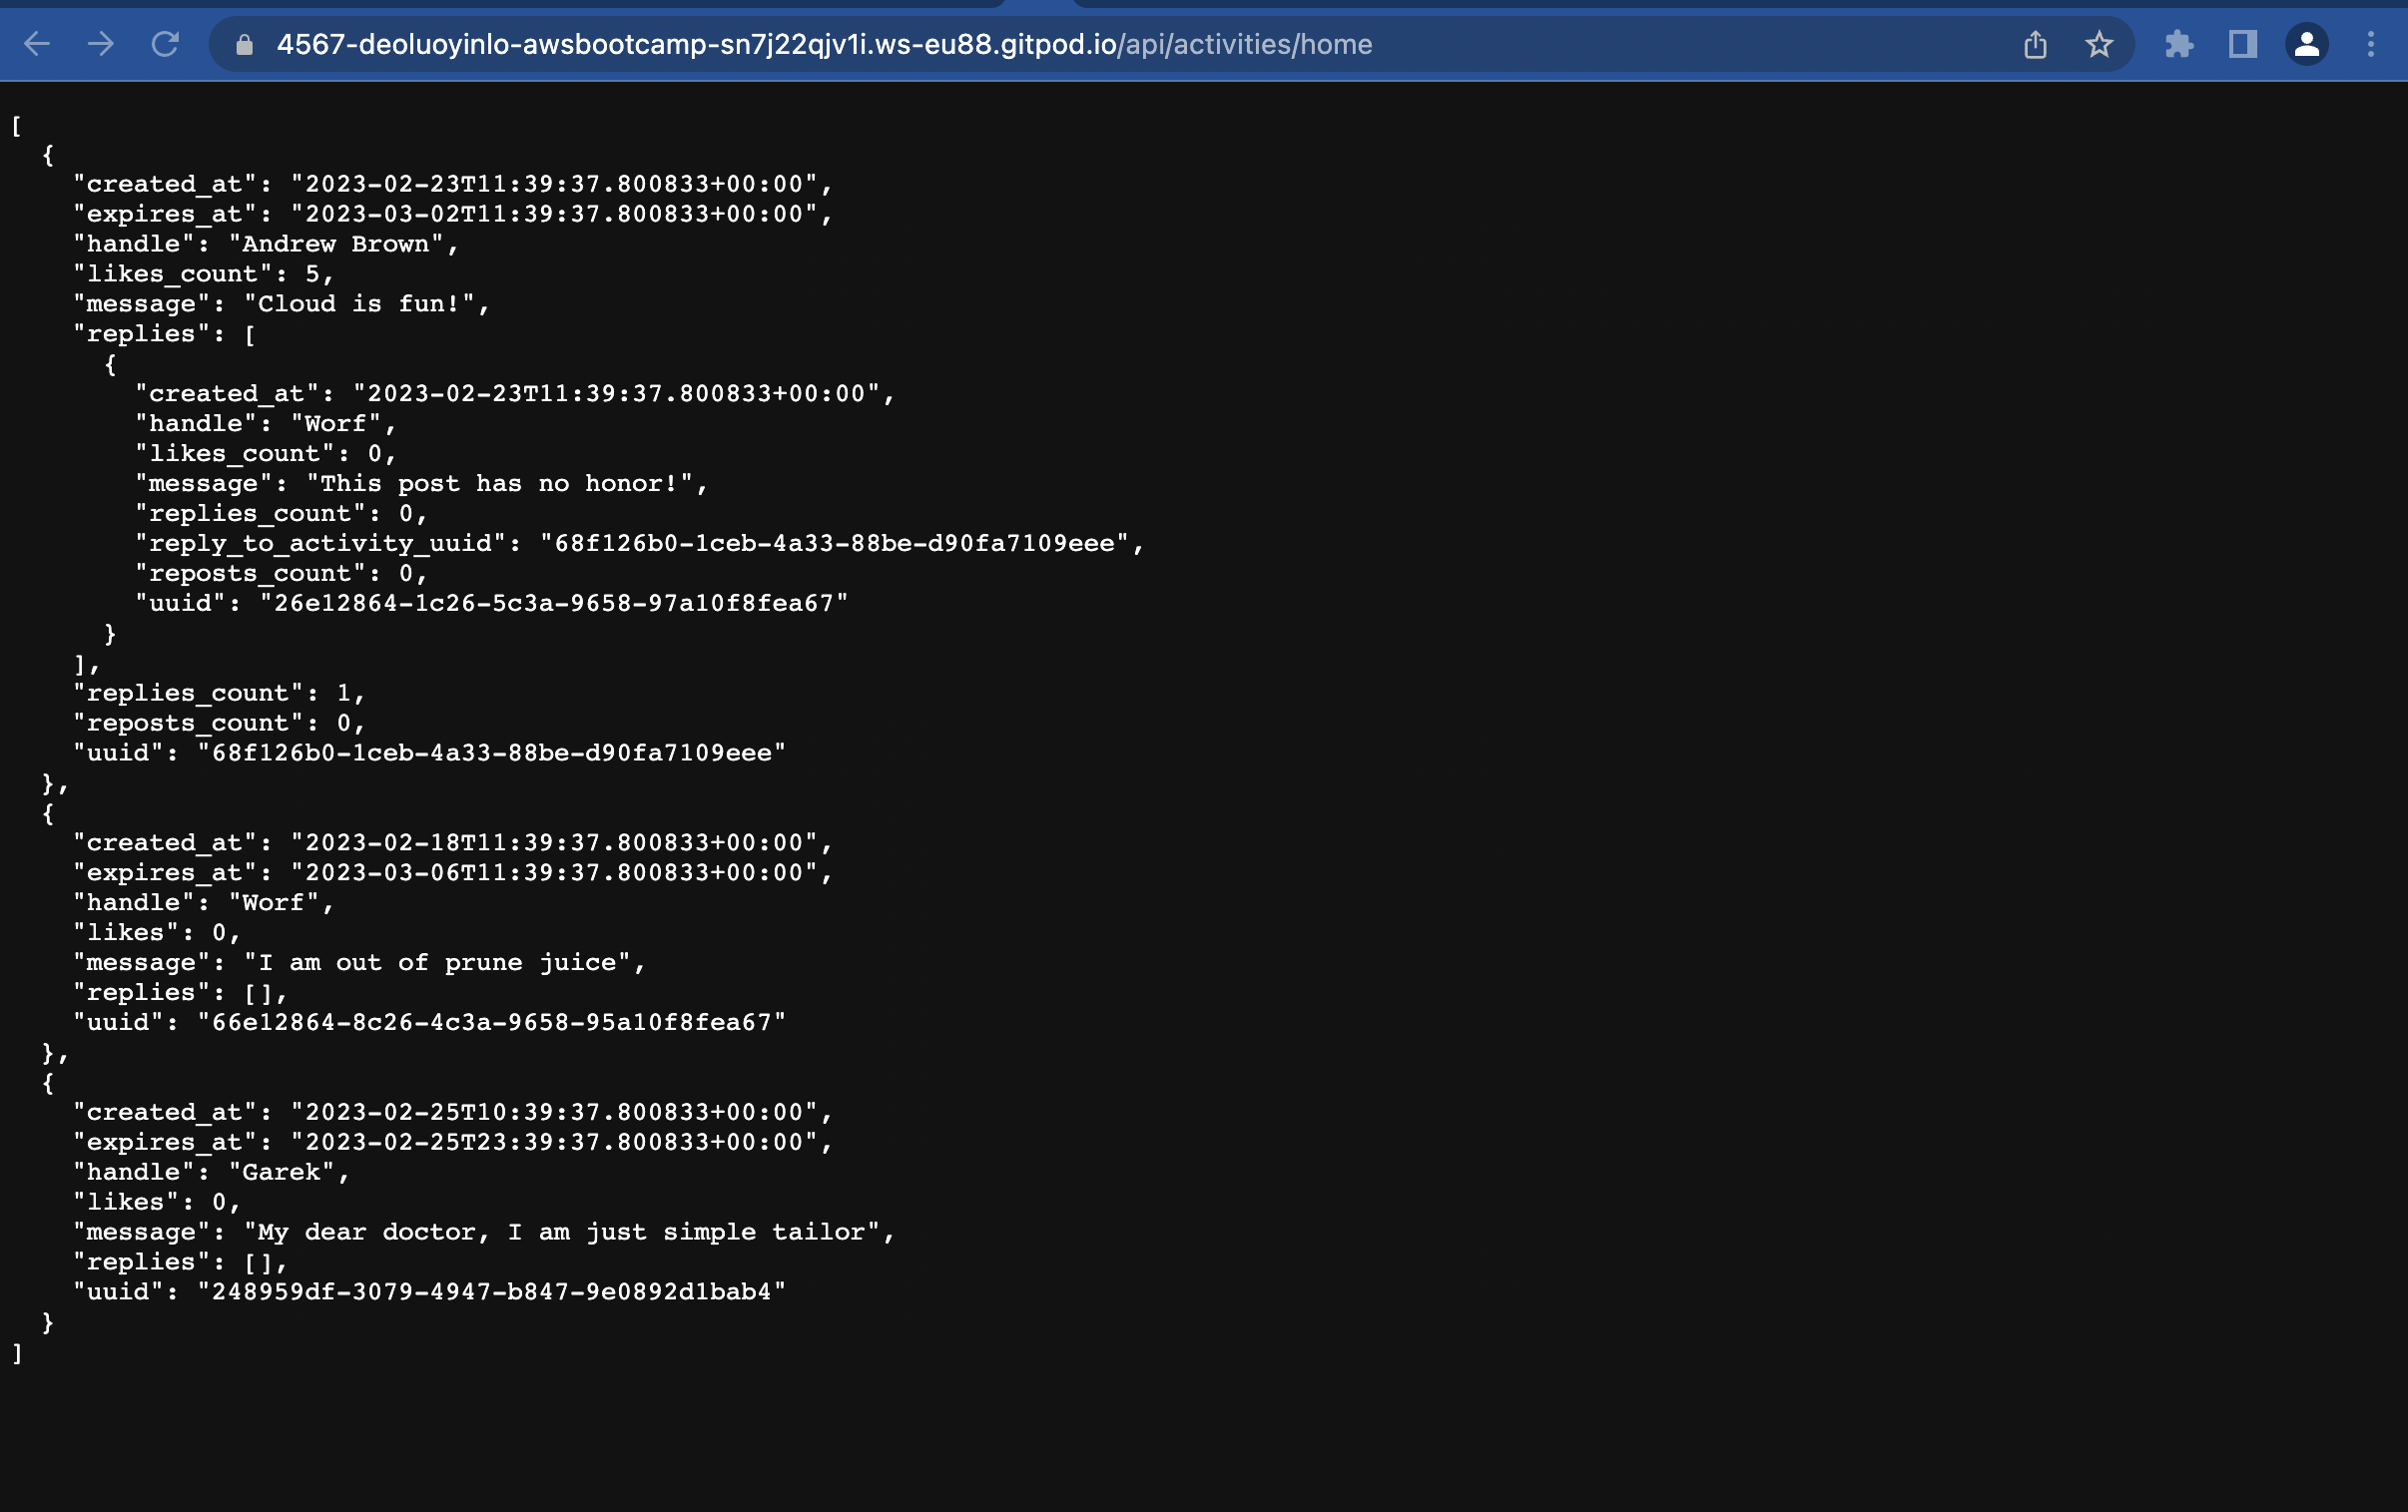 4567-deoluoyinlo-awsbootcamp-sn7j22qjv1i.ws-eu88.gitpod.io/api/activities/home
[
  {
    "created_at": "2023-02-23T11:39:37.800833+00:00",
    "expires_at": "2023-03-02T11:39:37.800833+00:00",
    "handle": "Andrew Brown",
    "likes_count": 5,
    "message": "Cloud is fun!",
    "replies": [
      {
        "created_at": "2023-02-23T11:39:37.800833+00:00",
        "handle": "Worf",
        "likes_count": 0,
        "message": "This post has no honor!",
        "replies_count": 0,
        "reply_to_activity_uuid": "68f126b0-1ceb-4a33-88be-d90fa7109eee",
        "reposts_count": 0,
        "uuid": "26e12864-1c26-5c3a-9658-97a10f8fea67"
      }
    ],
    "replies_count": 1,
    "reposts_count": 0,
    "uuid": "68f126b0-1ceb-4a33-88be-d90fa7109eee"
  },
  {
    "created_at": "2023-02-18T11:39:37.800833+00:00",
    "expires_at": "2023-03-06T11:39:37.800833+00:00",
    "handle": "Worf",
    "likes": 0,
    "message": "I am out of prune juice",
    "replies": [],
    "uuid": "66e12864-8c26-4c3a-9658-95a10f8fea67"
  },
  {
    "created_at": "2023-02-25T10:39:37.800833+00:00",
    "expires_at": "2023-02-25T23:39:37.800833+00:00",
    "handle": "Garek",
    "likes": 0,
    "message": "My dear doctor, I am just simple tailor",
    "replies": [],
    "uuid": "248959df-3079-4947-b847-9e0892d1bab4"
  }
]